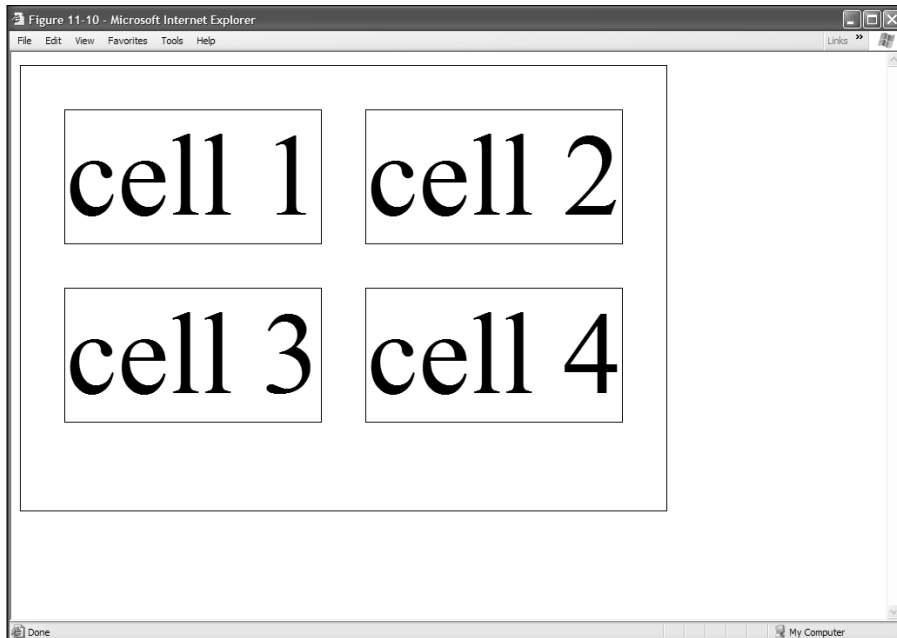 Figure 11-10 - Microsoft Internet Explorer
File Edit View Favorites Tools Help Links »
cell 1 cell 2
cell 3 cell 4
Done My Computer